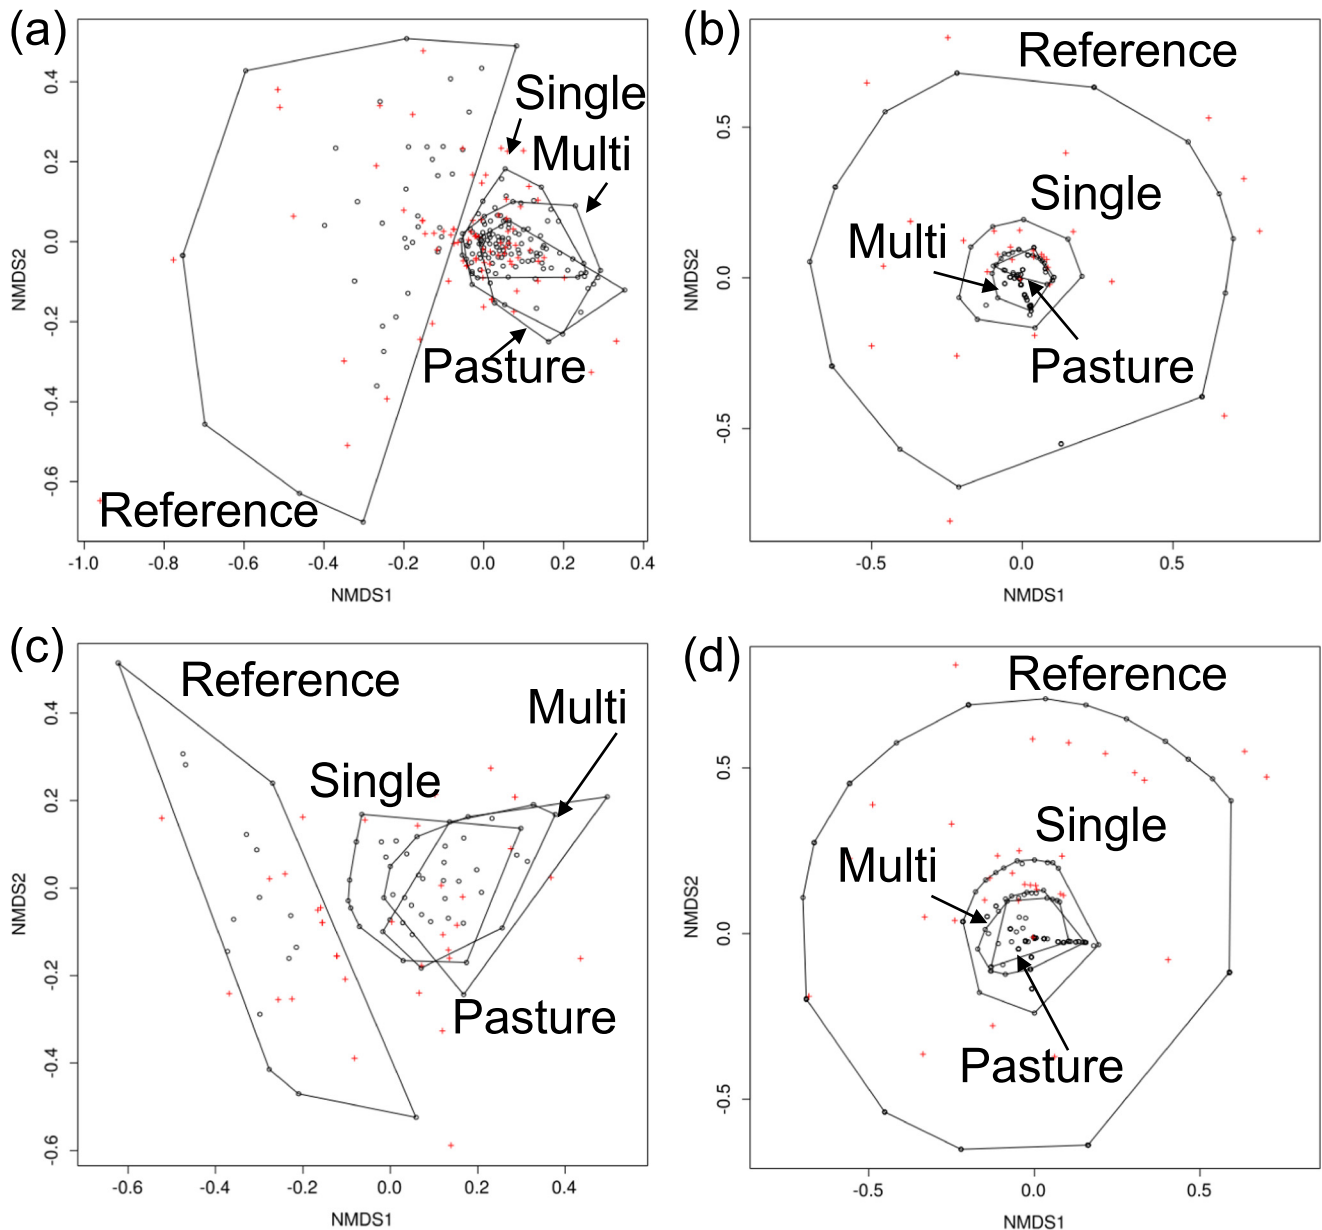 (a)
Single
Multi
Pasture
Reference
NMDS2
0.4
0.2
0.0
-0.2
-0.4
-0.6
-1.0 -0.8 -0.6 -0.4 -0.2 0.0 0.2 0.4
NMDS1
(b)
Reference
Single
Multi
Pasture
NMDS2
0.5
0.0
-0.5
-0.5 0.0 0.5
NMDS1
(c)
Reference
Multi
Single
Pasture
NMDS2
0.4
0.2
0.0
-0.2
-0.4
-0.6
-0.6 -0.4 -0.2 0.0 0.2 0.4
NMDS1
(d)
Reference
Single
Multi
Pasture
NMDS2
0.5
0.0
-0.5
-0.5 0.0 0.5
NMDS1